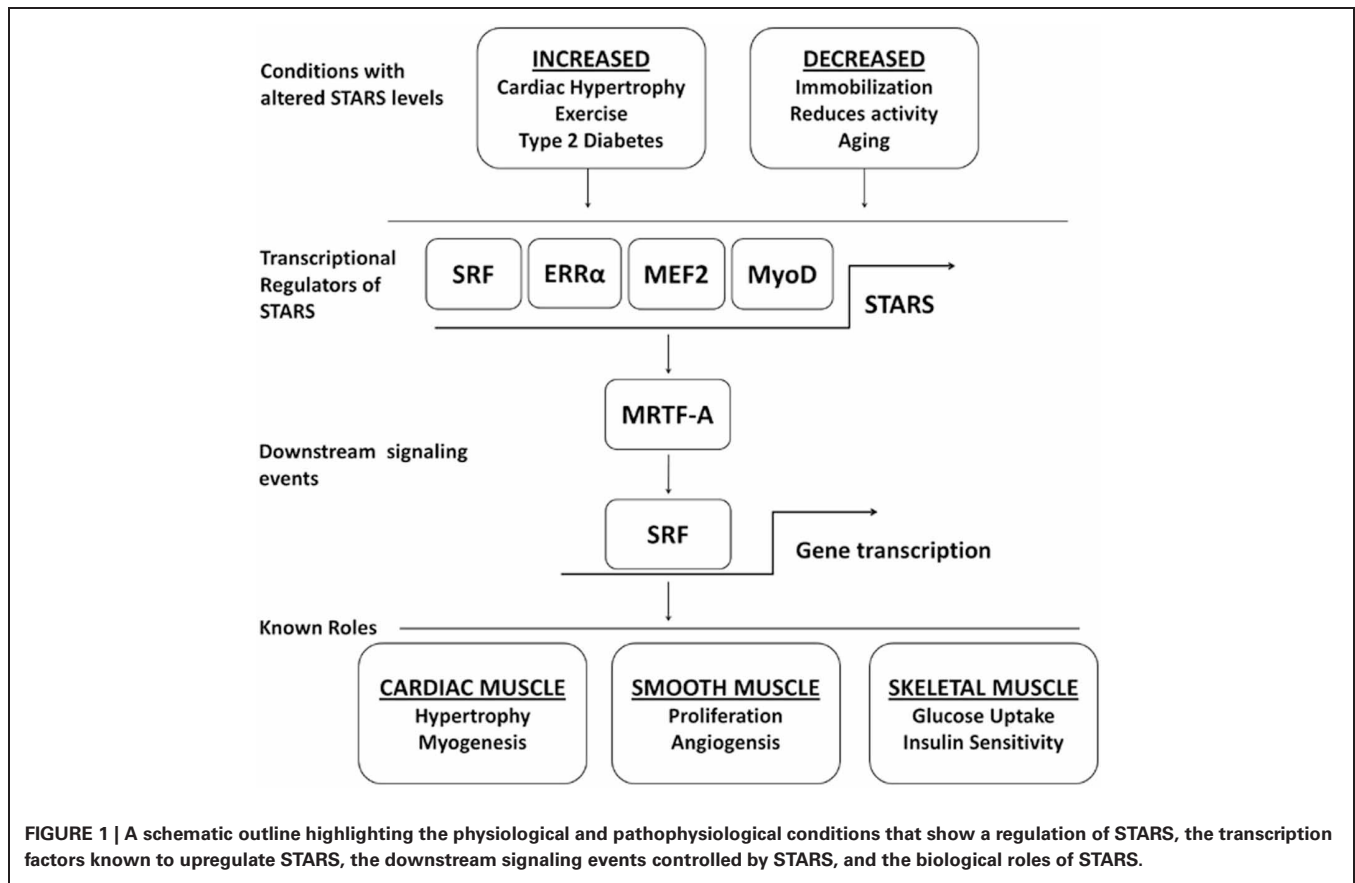 Conditions with
altered STARS levels
INCREASED
Cardiac Hypertrophy
Exercise
Type 2 Diabetes
DECREASED
Immobilization
Reduces activity
Aging
Transcriptional
Regulators of
STARS
SRF
ERRα
MEF2
MyoD
STARS
MRTF-A
Downstream signaling
events
SRF
Gene transcription
Known Roles
CARDIAC MUSCLE
Hypertrophy
Myogenesis
SMOOTH MUSCLE
Proliferation
Angiogensis
SKELETAL MUSCLE
Glucose Uptake
Insulin Sensitivity
FIGURE 1 | A schematic outline highlighting the physiological and pathophysiological conditions that show a regulation of STARS, the transcription
factors known to upregulate STARS, the downstream signaling events controlled by STARS, and the biological roles of STARS.